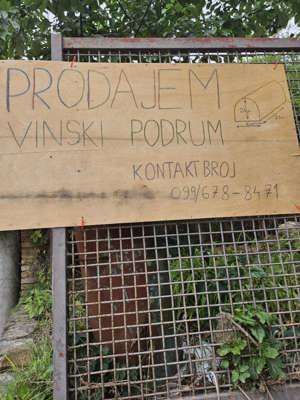 PRODAJEM
VINSKI PODRUM
KONTAKT BROJ
099/678-8471